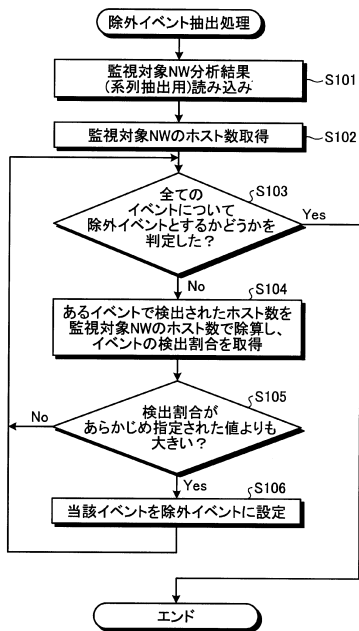 除外イベント抽出処理
監視対象NW分析結果
(系列抽出用)読み込み
S101
監視対象NWのホスト数取得
S102
S103
全ての
イベントについて
除外イベントとするかどうかを
判定した?
Yes
No
S104
あるイベントで検出されたホスト数を
監視対象NWのホスト数で除算し、
イベントの検出割合を取得
S105
検出割合が
あらかじめ指定された値よりも
大きい?
No
Yes
S106
当該イベントを除外イベントに設定
エンド